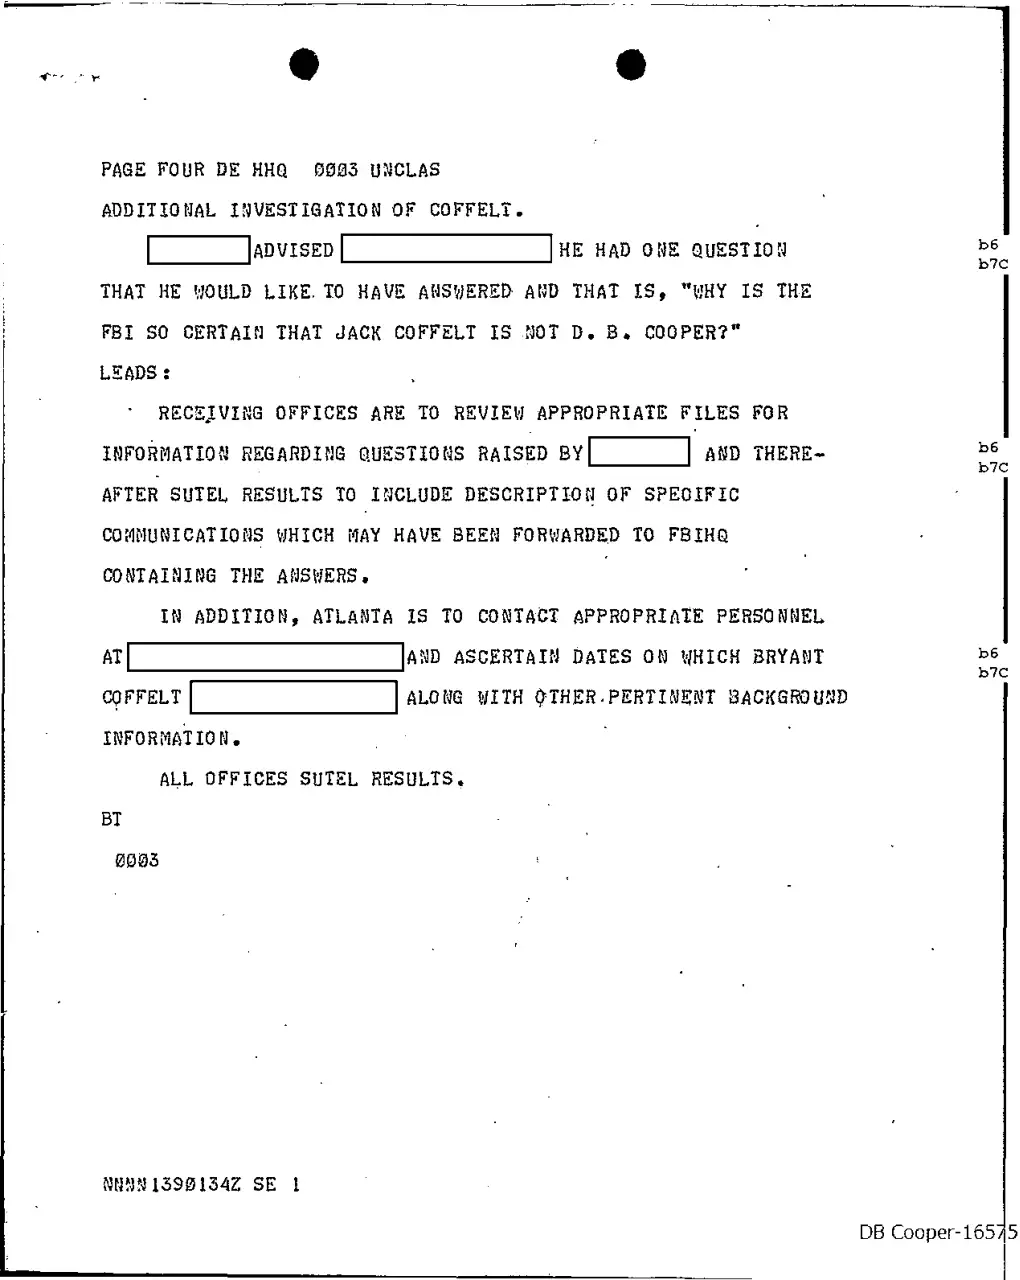 PAGE FOUR DE HHQ 0003 UNCLAS
ADDITIONAL INVESTIGATION OF COFFELT.
ADVISED HE HAD ONE QUESTION
b6
b7C
THAT HE WOULD LIKE TO HAVE ANSWERED AND THAT IS, "WHY IS THE
FBI SO CERTAIN THAT JACK COFFELT IS NOT D. B. COOPER?"
LEADS:
RECEIVING OFFICES ARE TO REVIEW APPROPRIATE FILES FOR
INFORMATION REGARDING QUESTIONS RAISED BY AND THERE-
b6
b7C
AFTER SUTEL RESULTS TO INCLUDE DESCRIPTION OF SPECIFIC
COMMUNICATIONS WHICH MAY HAVE BEEN FORWARDED TO FBIHQ
CONTAINING THE ANSWERS.
IN ADDITION, ATLANTA IS TO CONTACT APPROPRIATE PERSONNEL
AT AND ASCERTAIN DATES ON WHICH BRYANT
b6
b7C
COFFELT ALONG WITH OTHER PERTINENT BACKGROUND
INFORMATION.
ALL OFFICES SUTEL RESULTS.
BT
0003
NNNN1390134Z SE 1
DB Cooper-16575